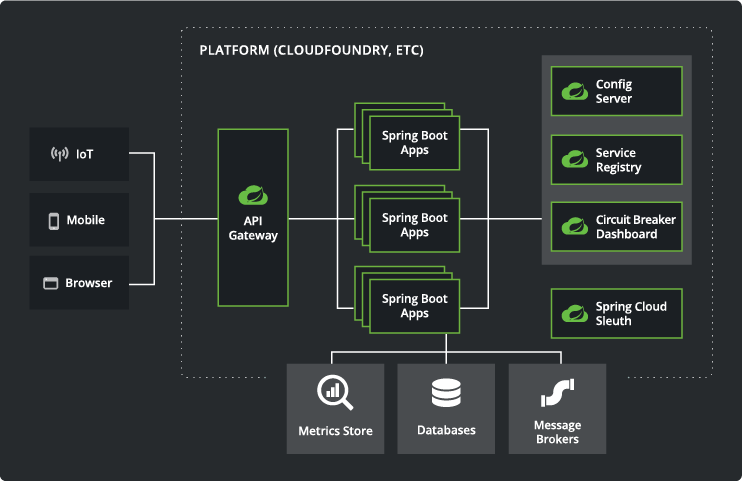 PLATFORM (CLOUDFOUNDRY, ETC)
IoT
Mobile
Browser
API
Gateway
Spring Boot
Apps
Spring Boot
Apps
Spring Boot
Apps
Config
Server
Service
Registry
Circuit Breaker
Dashboard
Spring Cloud
Sleuth
Metrics Store
Databases
Message
Brokers